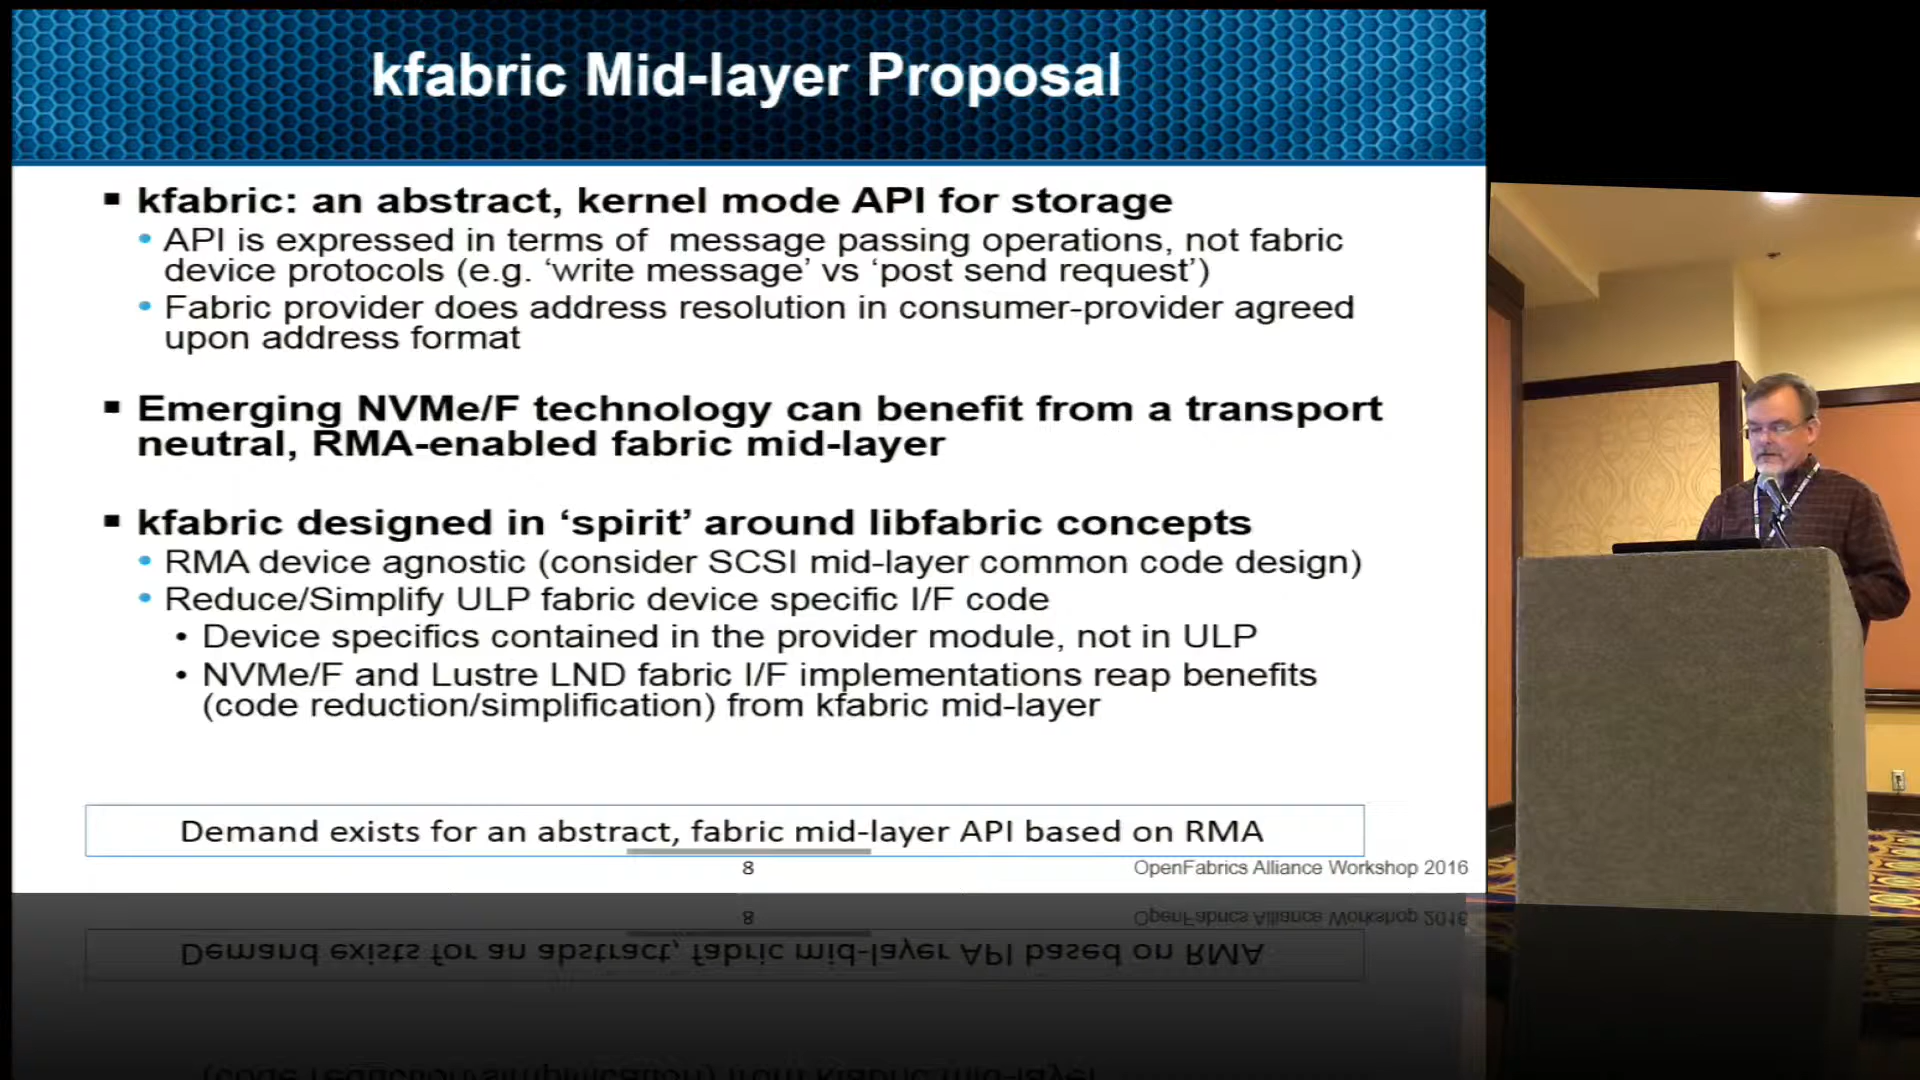 kfabric Mid-layer Proposal
▪ kfabric: an abstract, kernel mode API for storage
• API is expressed in terms of message passing operations, not fabric
device protocols (e.g. ‘write message’ vs ‘post send request’)
• Fabric provider does address resolution in consumer-provider agreed
upon address format
▪ Emerging NVMe/F technology can benefit from a transport
neutral, RMA-enabled fabric mid-layer
▪ kfabric designed in ‘spirit’ around libfabric concepts
• RMA device agnostic (consider SCSI mid-layer common code design)
• Reduce/Simplify ULP fabric device specific I/F code
• Device specifics contained in the provider module, not in ULP
• NVMe/F and Lustre LND fabric I/F implementations reap benefits
(code reduction/simplification) from kfabric mid-layer
Demand exists for an abstract, fabric mid-layer API based on RMA
8
OpenFabrics Alliance Workshop 2016